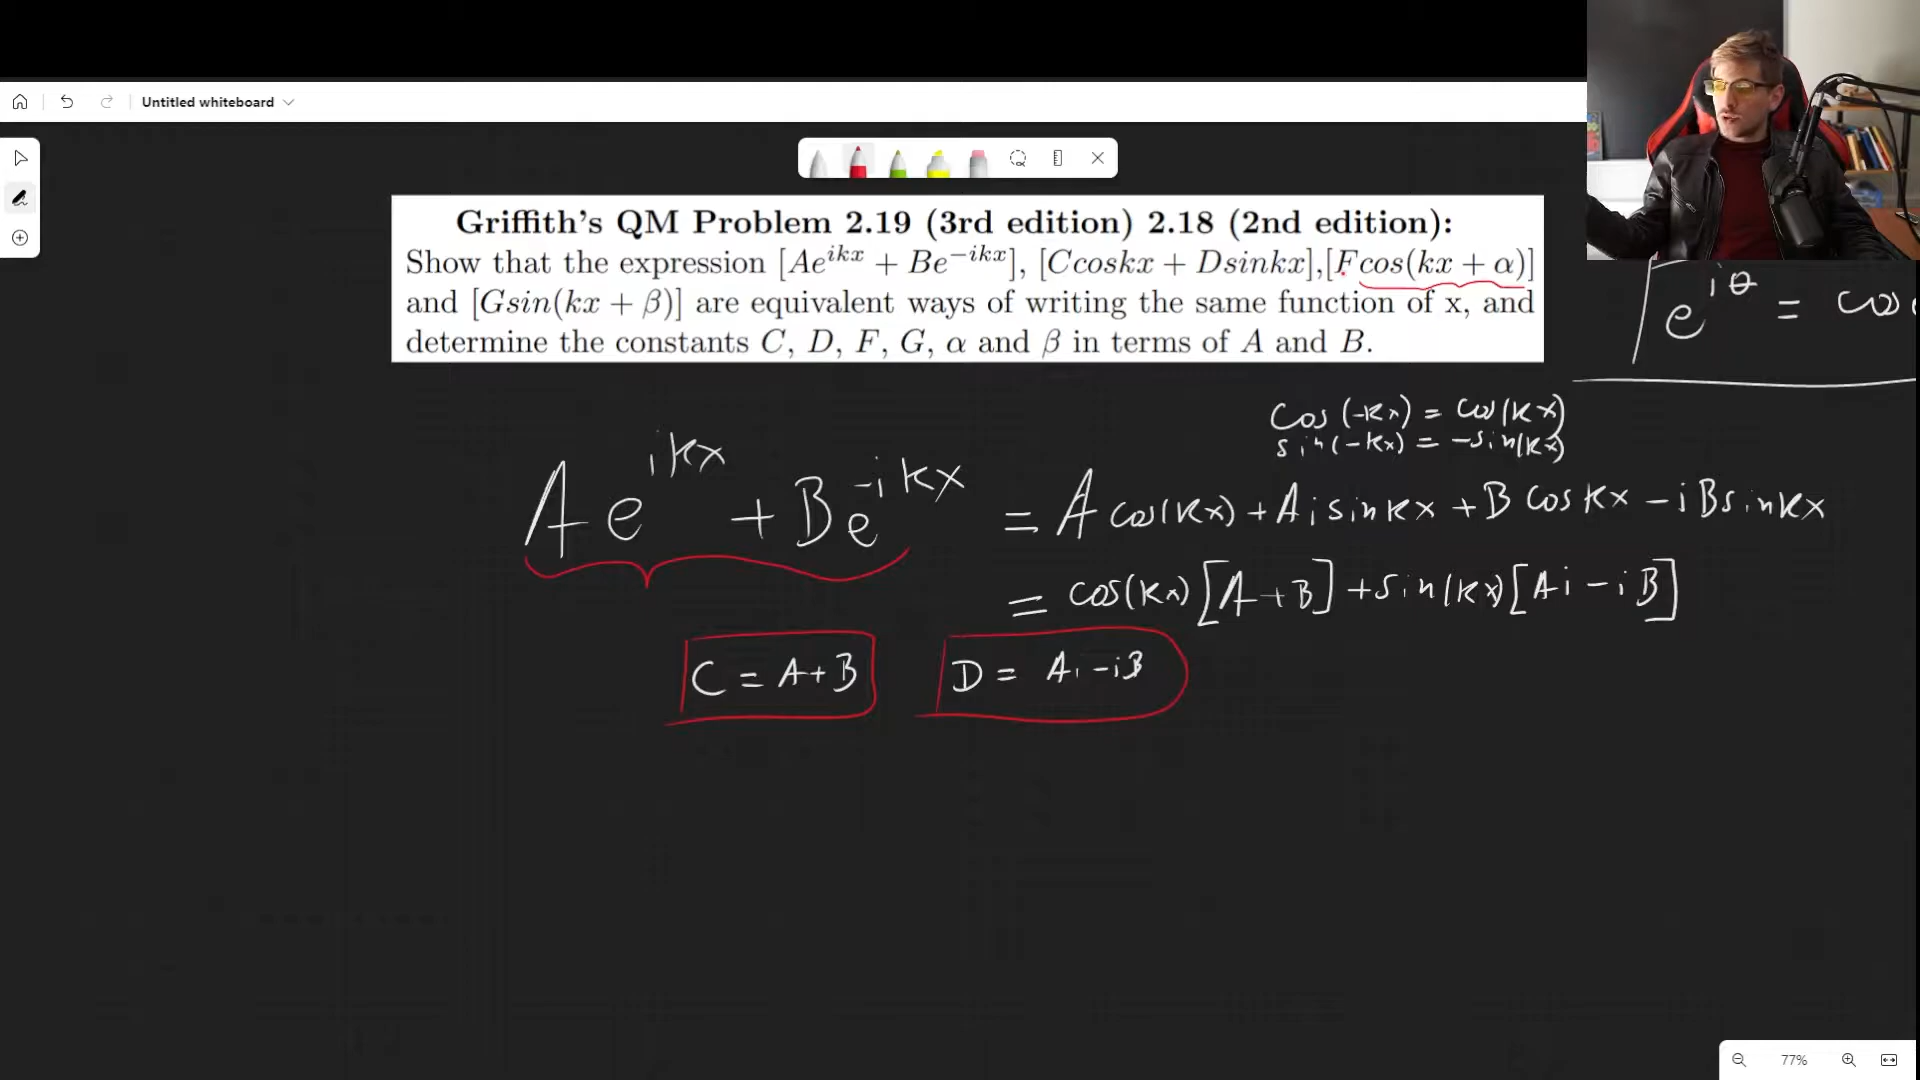 Untitled whiteboard
Griffith's QM Problem 2.19 (3rd edition) 2.18 (2nd edition):
Show that the expression [Ae^{ikx} + Be^{-ikx}], [Ccoskx + Dsinkx],[Fcos(kx + α)]
and [Gsin(kx + β)] are equivalent ways of writing the same function of x, and
determine the constants C, D, F, G, α and β in terms of A and B.
e^{iθ} = cos
cos(-kx) = cos(kx)
sin(-kx) = -sin(kx)
Ae^{ikx} + Be^{-ikx} = A cos(kx) + Ai sinkx + B coskx - iBsinkx
= cos(kx)[A+B] + sin(kx)[Ai - iB]
C = A+B
D = Ai - iB
77%